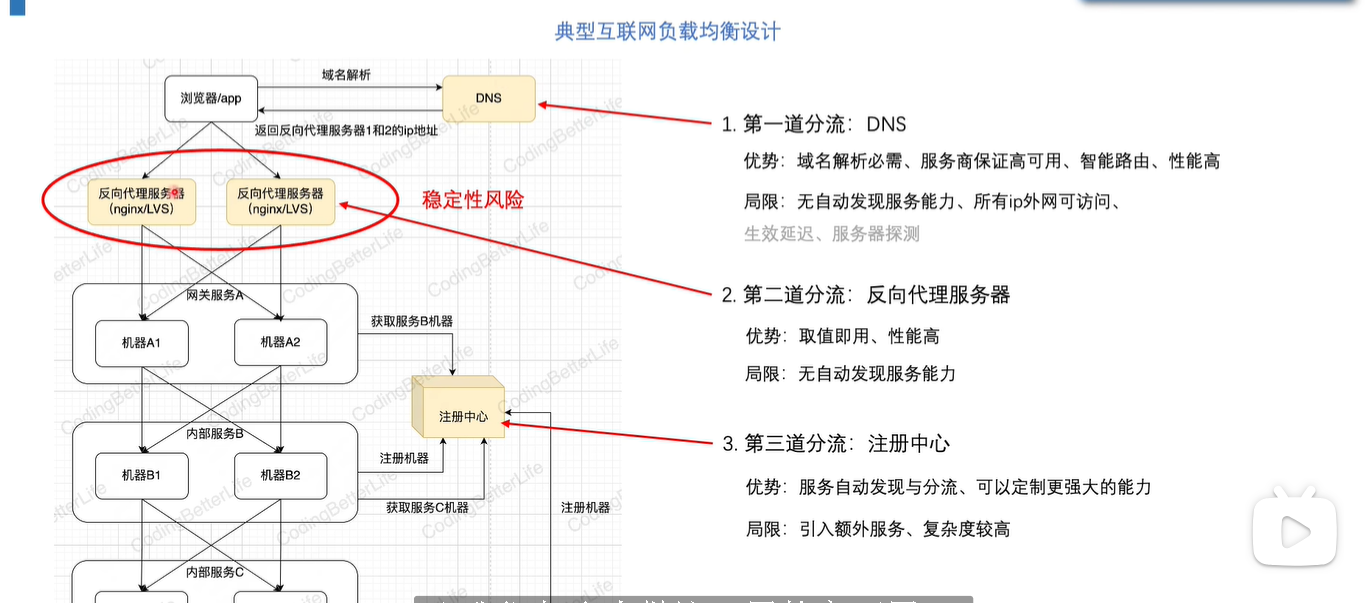 典型互联网负载均衡设计
域名解析
浏览器/app
DNS
返回反向代理服务器1和2的ip地址
反向代理服务器
(nginx/LVS)
反向代理服务器
(nginx/LVS)
稳定性风险
网关服务A
机器A1
机器A2
获取服务B机器
注册中心
内部服务B
机器B1
机器B2
注册机器
获取服务C机器
注册机器
内部服务C
1. 第一道分流：DNS
优势：域名解析必需、服务商保证高可用、智能路由、性能高
局限：无自动发现服务能力、所有ip外网可访问、
生效延迟、服务器探测
2. 第二道分流：反向代理服务器
优势：取值即用、性能高
局限：无自动发现服务能力
3. 第三道分流：注册中心
优势：服务自动发现与分流、可以定制更强大的能力
局限：引入额外服务、复杂度较高
CodingBetterLife